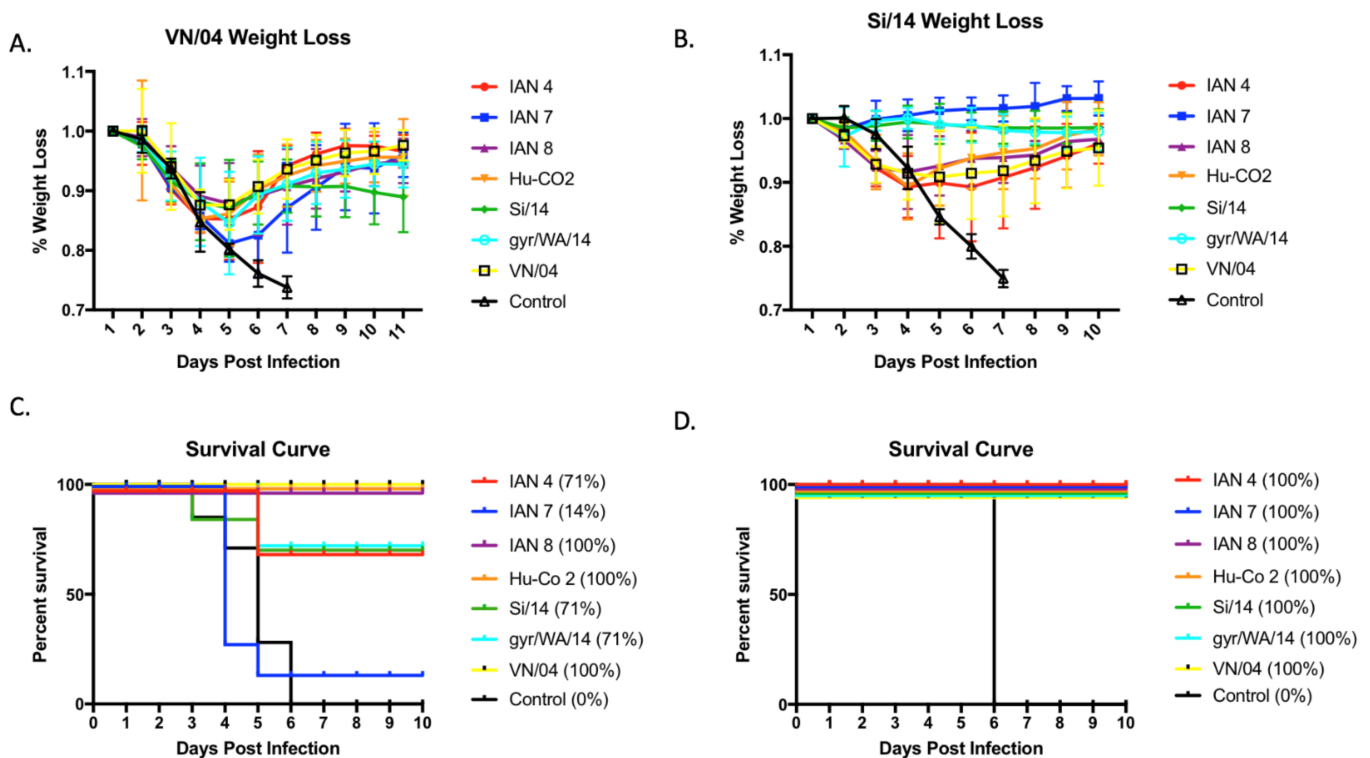 A.
VN/04 Weight Loss
% Weight Loss
1.1
1.0
0.9
0.8
0.7
1 2 3 4 5 6 7 8 9 10 11
Days Post Infection
IAN 4
IAN 7
IAN 8
Hu-CO2
Si/14
gyr/WA/14
VN/04
Control
B.
Si/14 Weight Loss
% Weight Loss
1.1
1.0
0.9
0.8
0.7
1 2 3 4 5 6 7 8 9 10
Days Post Infection
IAN 4
IAN 7
IAN 8
Hu-CO2
Si/14
gyr/WA/14
VN/04
Control
C.
Survival Curve
Percent survival
100
50
0
0 1 2 3 4 5 6 7 8 9 10
Days Post Infection
IAN 4 (71%)
IAN 7 (14%)
IAN 8 (100%)
Hu-Co 2 (100%)
Si/14 (71%)
gyr/WA/14 (71%)
VN/04 (100%)
Control (0%)
D.
Survival Curve
Percent survival
100
50
0
0 1 2 3 4 5 6 7 8 9 10
Days Post Infection
IAN 4 (100%)
IAN 7 (100%)
IAN 8 (100%)
Hu-Co 2 (100%)
Si/14 (100%)
gyr/WA/14 (100%)
VN/04 (100%)
Control (0%)